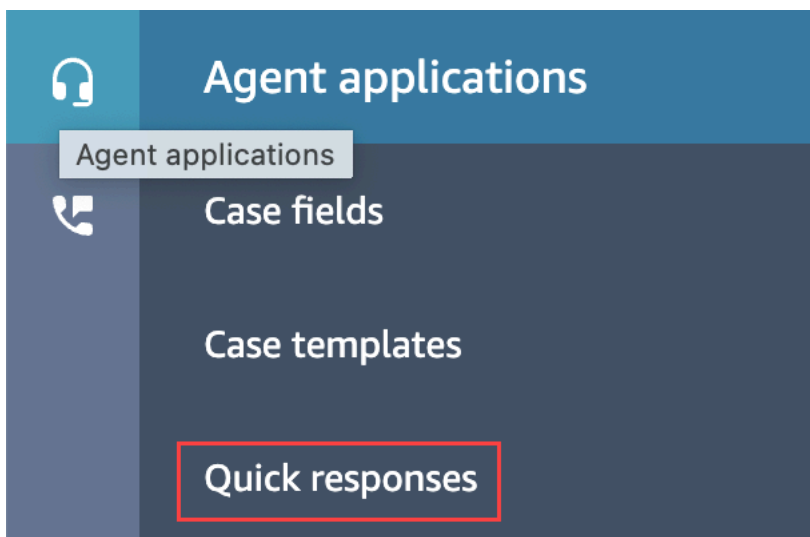 Agent applications
Agent applications
Case fields
Case templates
Quick responses